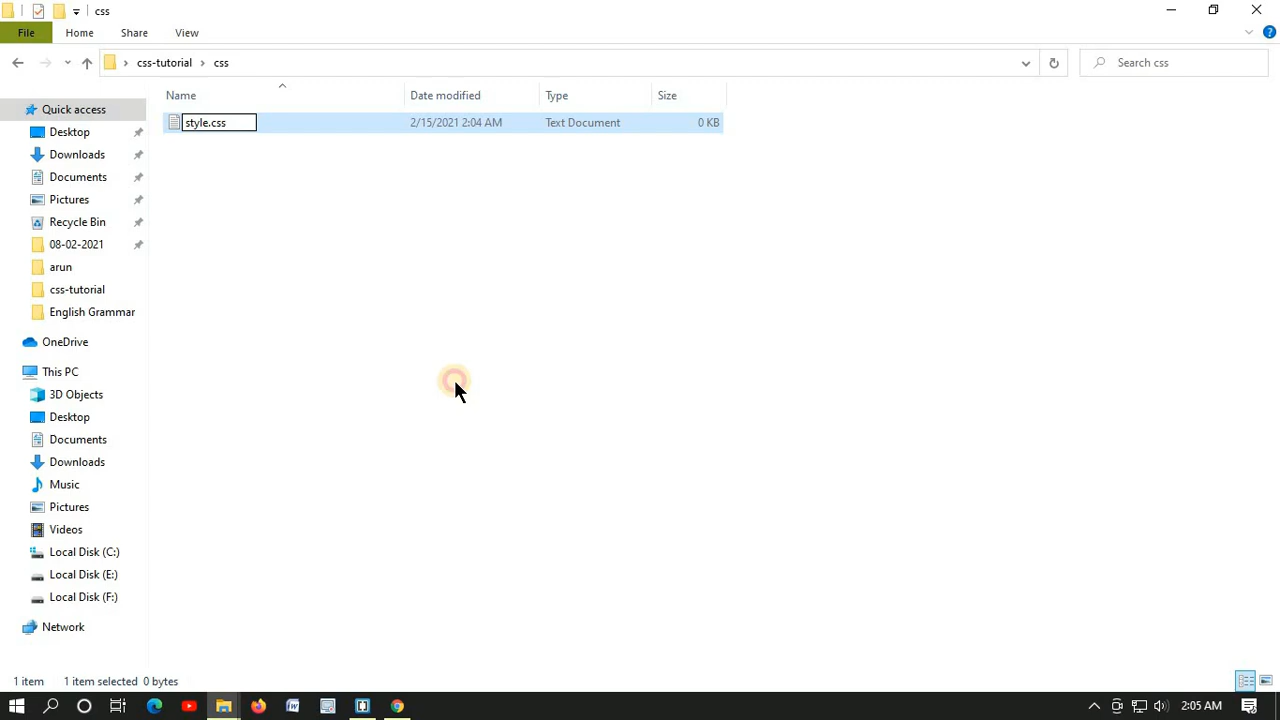 css
File
Home
Share
View
css-tutorial
css
Search css
Name
Date modified
Type
Size
style.css
2/15/2021 2:04 AM
Text Document
0 KB
Quick access
Desktop
Downloads
Documents
Pictures
Recycle Bin
08-02-2021
arun
css-tutorial
English Grammar
OneDrive
This PC
3D Objects
Desktop
Documents
Downloads
Music
Pictures
Videos
Local Disk (C:)
Local Disk (E:)
Local Disk (F:)
Network
1 item
1 item selected 0 bytes
2:05 AM